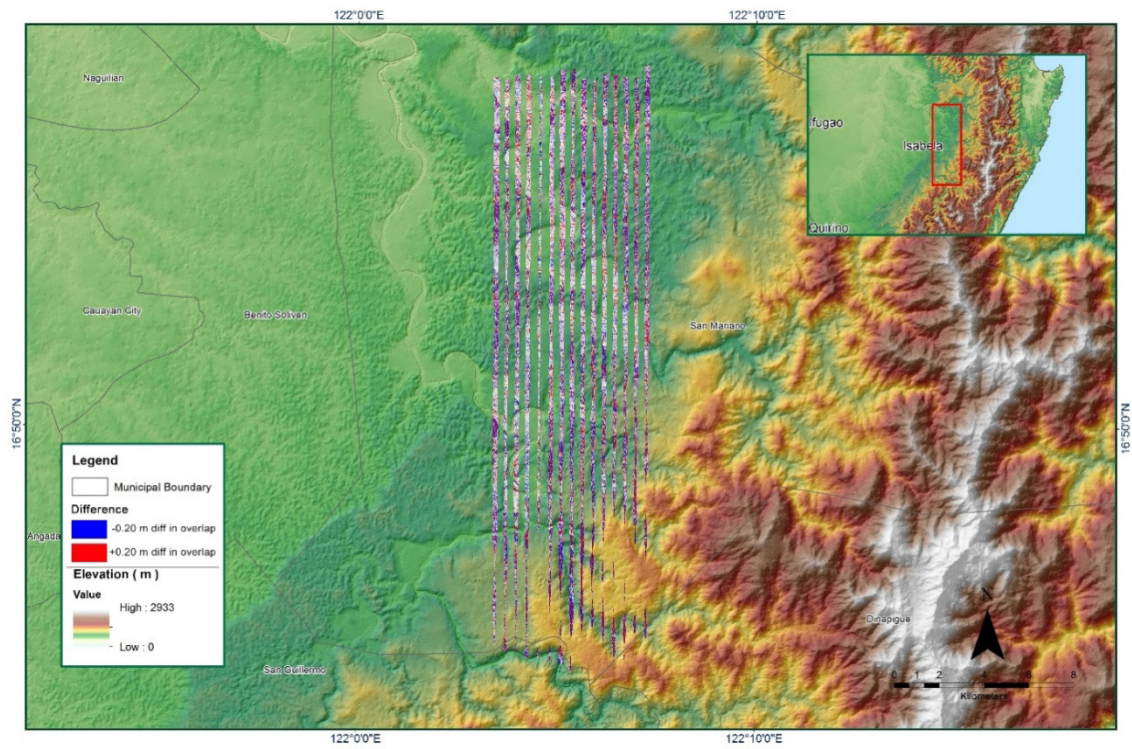 122°0'0"E
122°10'0"E
Naguilian
Ifugao
Isabela
Quirino
Cauayan City
Benito Soliven
San Mariano
16°50'0"N
16°50'0"N
Legend
Municipal Boundary
Difference
-0.20 m diff in overlap
+0.20 m diff in overlap
Elevation ( m )
Value
High : 2933
Low : 0
Angada
Dinapigue
San Guillermo
N
0 1 2 4 6 8
Kilometers
122°0'0"E
122°10'0"E